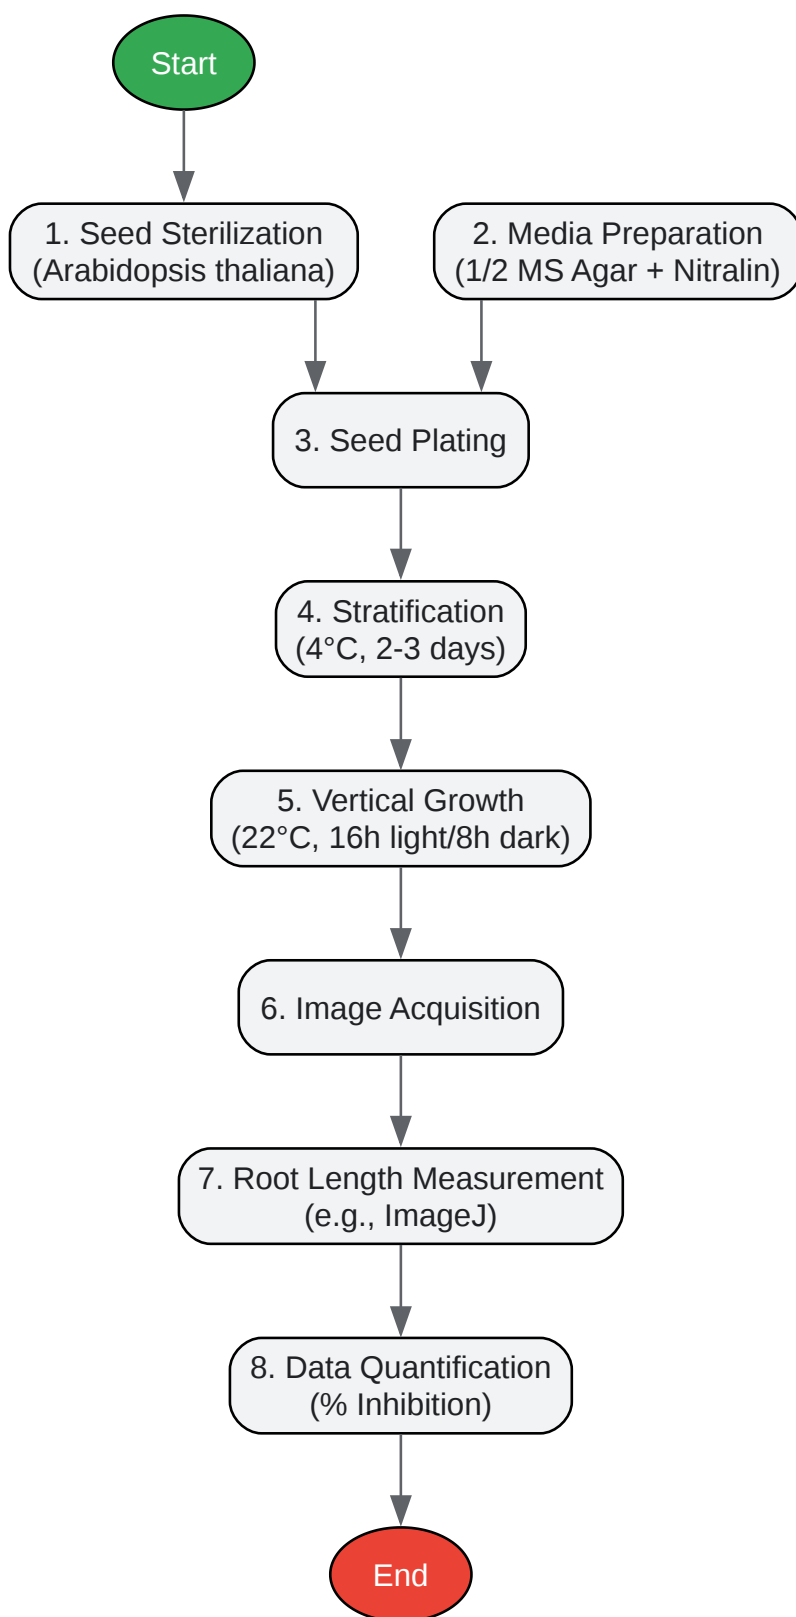 Start
1. Seed Sterilization
(Arabidopsis thaliana)
2. Media Preparation
(1/2 MS Agar + Nitralin)
3. Seed Plating
4. Stratification
(4°C, 2-3 days)
5. Vertical Growth
(22°C, 16h light/8h dark)
6. Image Acquisition
7. Root Length Measurement
(e.g., ImageJ)
8. Data Quantification
(% Inhibition)
End